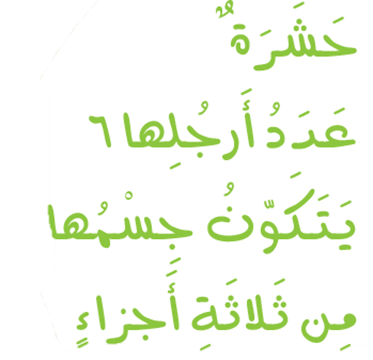 حَشَرَةٌ
عَدَدُ أَرجُلِها ٦
يَتَكَوّنُ جِسْمُها
مِن ثَلاثَةِ أَجزاءٍ